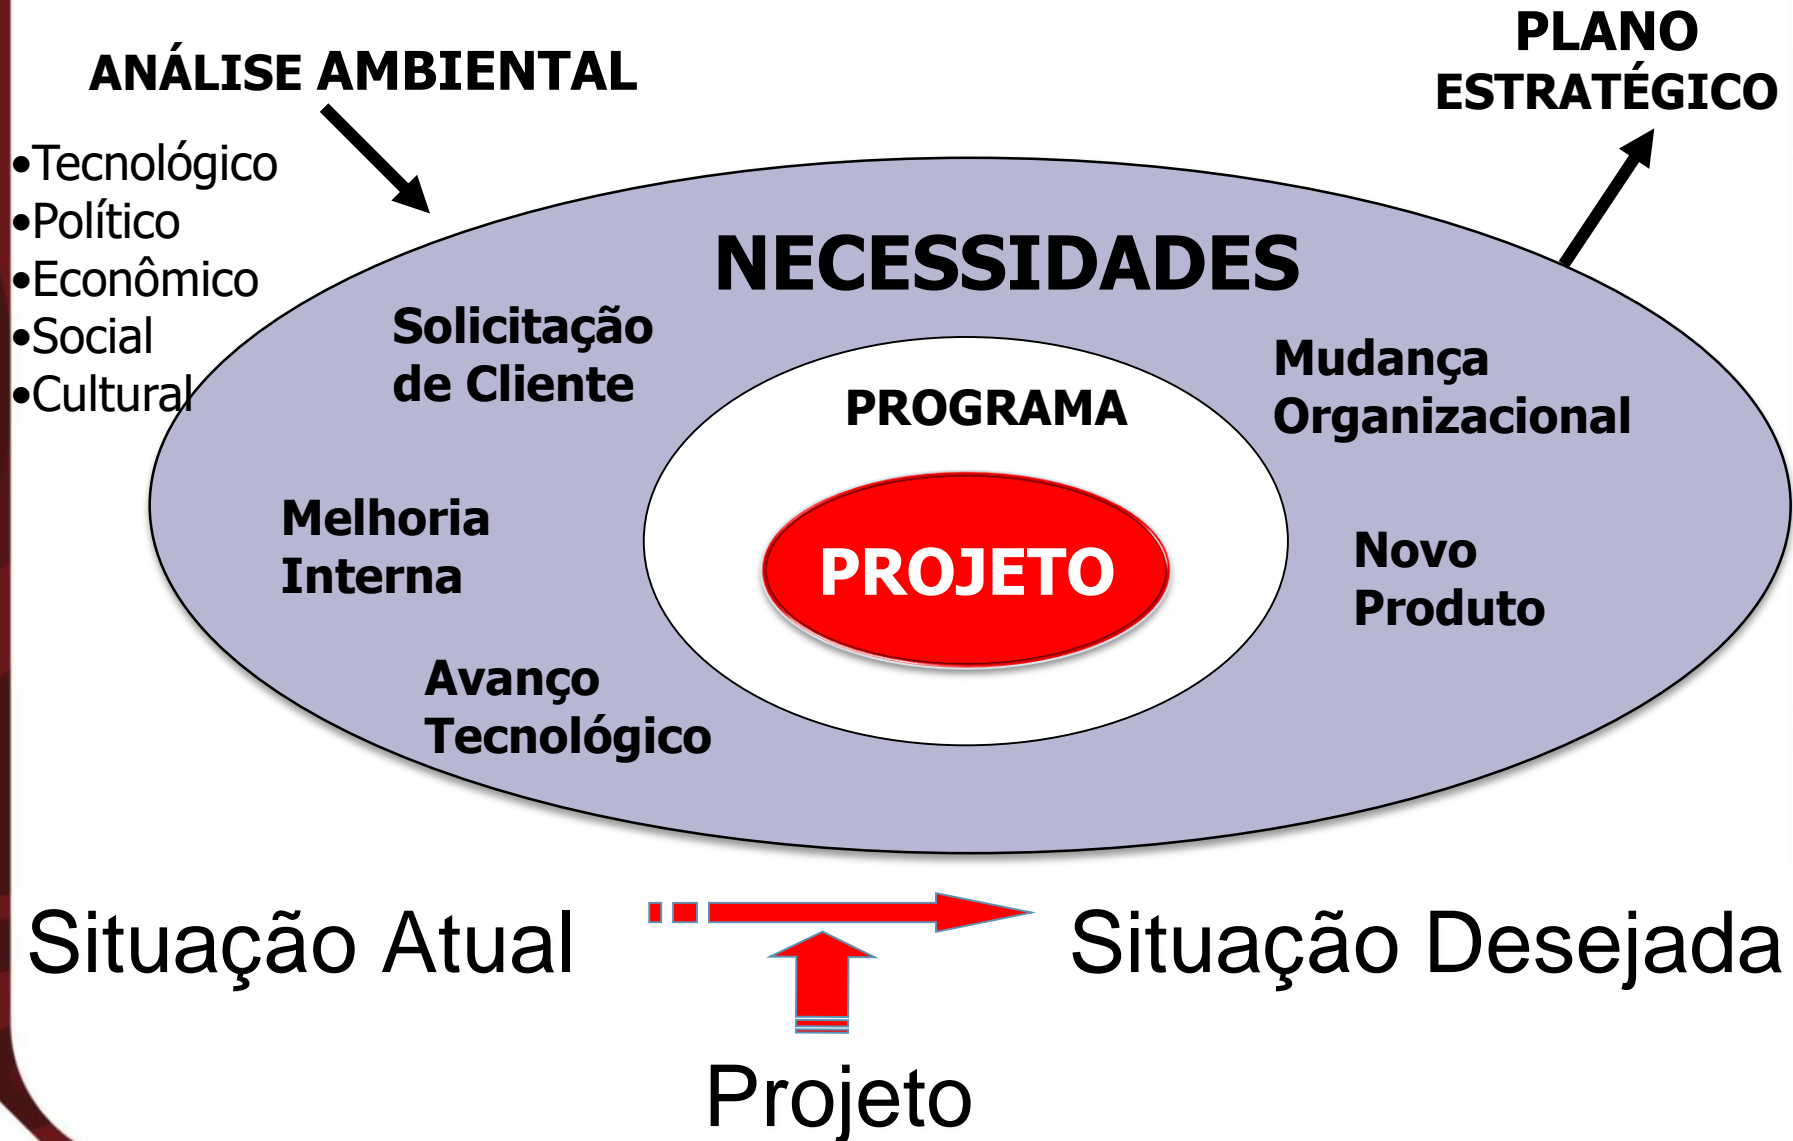 ANÁLISE AMBIENTAL
•Tecnológico
•Político
•Econômico
•Social
•Cultural
PLANO
ESTRATÉGICO
NECESSIDADES
Solicitação
de Cliente
Melhoria
Interna
Avanço
Tecnológico
PROGRAMA
PROJETO
Mudança
Organizacional
Novo
Produto
Situação Atual
Situação Desejada
Projeto